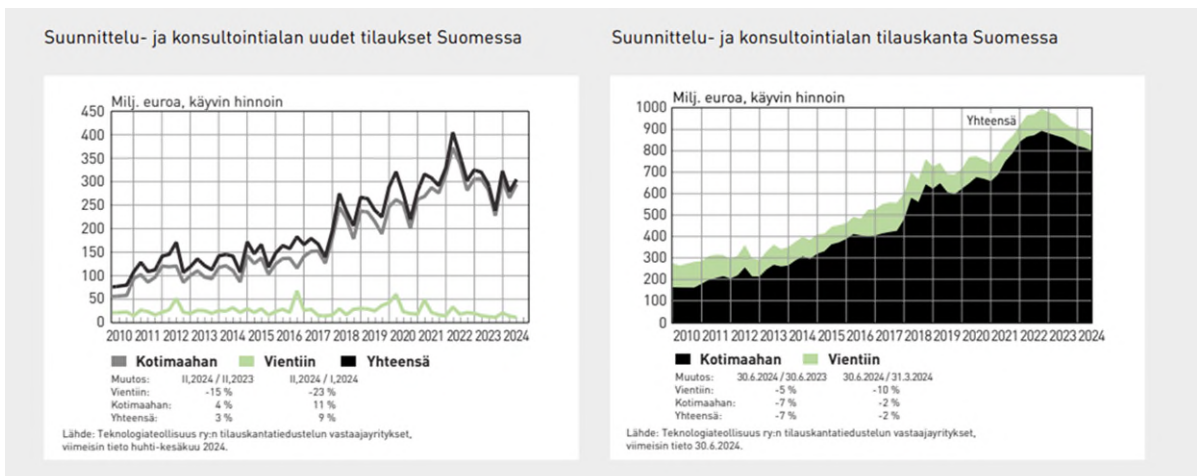 Suunnittelu- ja konsultointialan uudet tilaukset Suomessa
Milj. euroa, käyvin hinnoin
450
400
350
300
250
200
150
100
50
0
2010 2011 2012 2013 2014 2015 2016 2017 2018 2019 2020 2021 2022 2023 2024
Kotimaahan Vientiin Yhteensä
Muutos: II,2024 / II,2023 II,2024 / I,2024
Vientiin: -15 % -23 %
Kotimaahan: 4 % 11 %
Yhteensä: 3 % 9 %
Lähde: Teknologiateollisuus ry:n tilauskantatiedustelun vastaajayritykset,
viimeisin tieto huhti-kesäkuu 2024.
Suunnittelu- ja konsultointialan tilauskanta Suomessa
Milj. euroa, käyvin hinnoin
1000
900
800
700
600
500
400
300
200
100
0
Yhteensä
2010 2011 2012 2013 2014 2015 2016 2017 2018 2019 2020 2021 2022 2023 2024
Kotimaahan Vientiin
Muutos: 30.6.2024 / 30.6.2023 30.6.2024 / 31.3.2024
Vientiin: -5 % -10 %
Kotimaahan: -7 % -2 %
Yhteensä: -7 % -2 %
Lähde: Teknologiateollisuus ry:n tilauskantatiedustelun vastaajayritykset,
viimeisin tieto 30.6.2024.